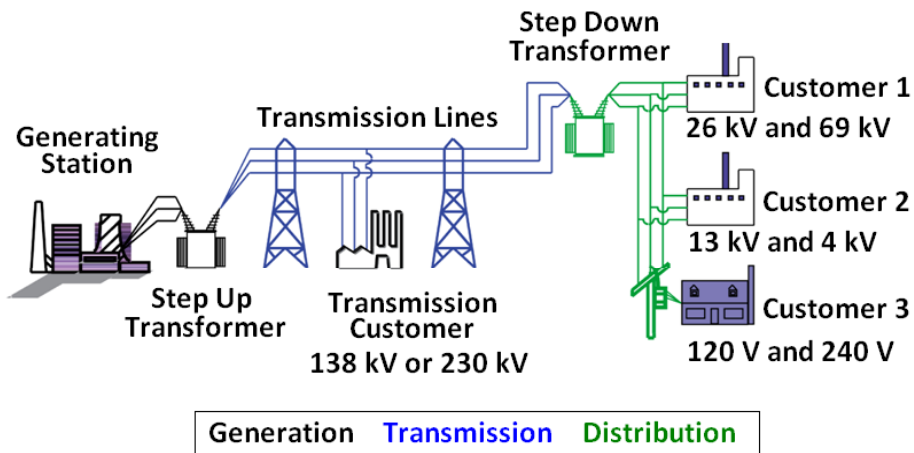 Step Down
Transformer
Customer 1
26 kV and 69 kV
Transmission Lines
Generating
Station
Customer 2
13 kV and 4 kV
Step Up
Transformer
Transmission
Customer
138 kV or 230 kV
Customer 3
120 V and 240 V
Generation Transmission Distribution